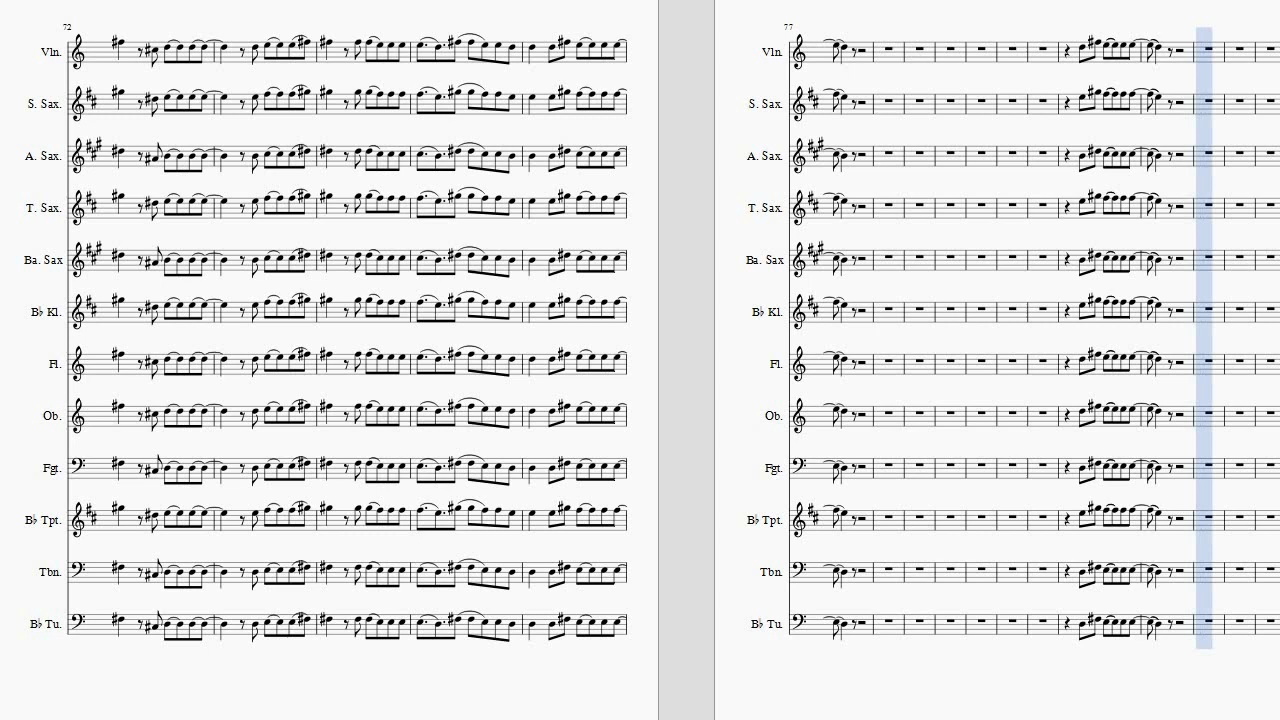 72
Vln.
S. Sax.
A. Sax.
T. Sax.
Ba. Sax
B♭ Kl.
Fl.
Ob.
Fgt.
B♭ Tpt.
Tbn.
B♭ Tu.
77
Vln.
S. Sax.
A. Sax.
T. Sax.
Ba. Sax
B♭ Kl.
Fl.
Ob.
Fgt.
B♭ Tpt.
Tbn.
B♭ Tu.